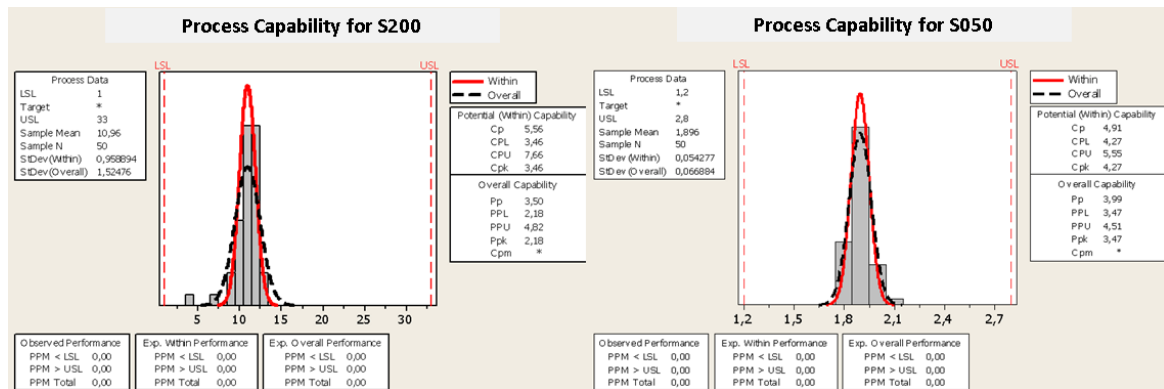 Process Capability for S200
LSL
USL
Process Data
LSL 1
Target *
USL 33
Sample Mean 10,96
Sample N 50
StDev(Within) 0,958894
StDev(Overall) 1,52476
Within
Overall
Potential (Within) Capability
Cp 5,56
CPL 3,46
CPU 7,66
Cpk 3,46
Overall Capability
Pp 3,50
PPL 2,18
PPU 4,82
Ppk 2,18
Cpm *
5 10 15 20 25 30
Observed Performance
PPM < LSL 0,00
PPM > USL 0,00
PPM Total 0,00
Exp. Within Performance
PPM < LSL 0,00
PPM > USL 0,00
PPM Total 0,00
Exp. Overall Performance
PPM < LSL 0,00
PPM > USL 0,00
PPM Total 0,00
Process Capability for S050
LSL
USL
Process Data
LSL 1,2
Target *
USL 2,8
Sample Mean 1,896
Sample N 50
StDev(Within) 0,054277
StDev(Overall) 0,066884
Within
Overall
Potential (Within) Capability
Cp 4,91
CPL 4,27
CPU 5,55
Cpk 4,27
Overall Capability
Pp 3,99
PPL 3,47
PPU 4,51
Ppk 3,47
Cpm *
1,2 1,5 1,8 2,1 2,4 2,7
Observed Performance
PPM < LSL 0,00
PPM > USL 0,00
PPM Total 0,00
Exp. Within Performance
PPM < LSL 0,00
PPM > USL 0,00
PPM Total 0,00
Exp. Overall Performance
PPM < LSL 0,00
PPM > USL 0,00
PPM Total 0,00